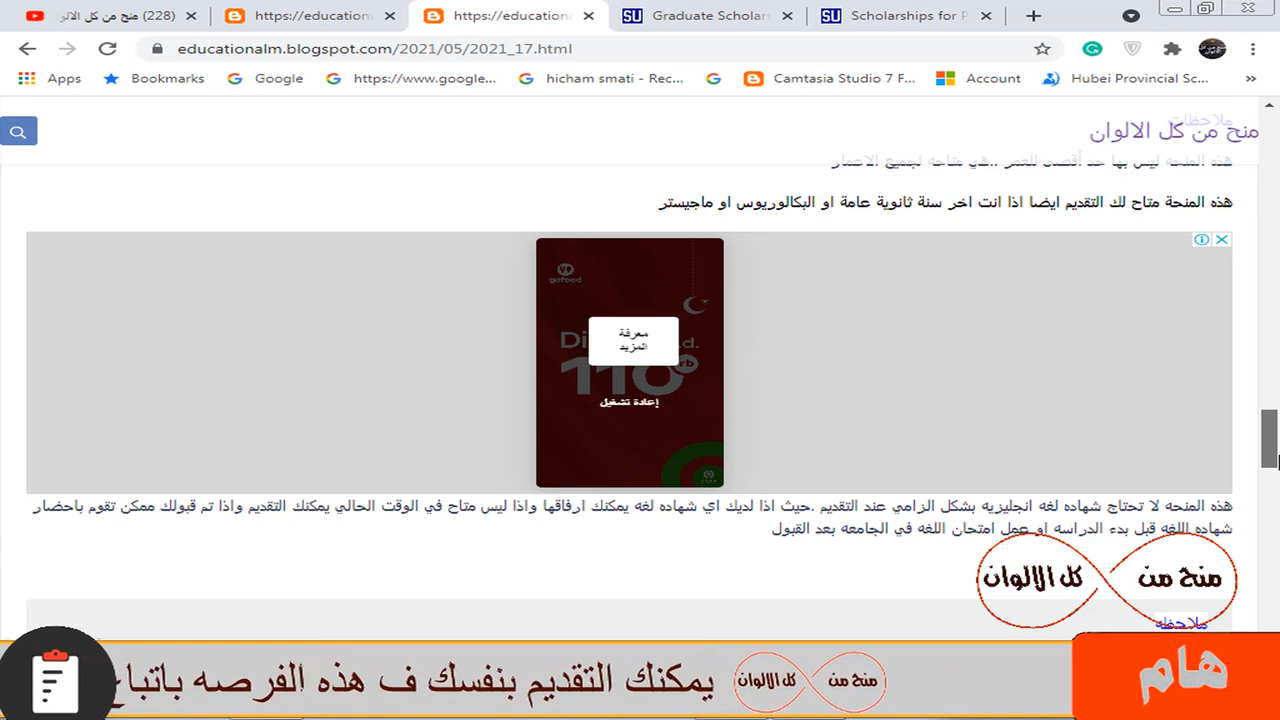 (228) منح من كل الالو
https://education
https://education
Graduate Scholars
Scholarships for P
educationalm.blogspot.com/2021/05/2021_17.html
Apps
Bookmarks
Google
https://www.google...
hicham smati - Rec...
Camtasia Studio 7 F...
Account
Hubei Provincial Sc...
»
ملاحظات
منح من كل الالوان
هذه المنحه ليس بها حد أقصى للعمر ..هي متاحه لجميع الاعمار
هذه المنحة متاح لك التقديم ايضا اذا انت اخر سنة ثانوية عامة او البكالوريوس او ماجيستر
gofood
معرفة
المزيد
110
إعادة تشغيل
هذه المنحه لا تحتاج شهاده لغه انجليزيه بشكل الزامي عند التقديم .حيث اذا لديك اي شهاده لغه يمكنك ارفاقها واذا ليس متاح في الوقت الحالي يمكنك التقديم واذا تم قبولك ممكن تقوم باحضار
شهاده اللغه قبل بدء الدراسه او عمل امتحان اللغه في الجامعه بعد القبول
منح من كل الالوان
ملاحظه
هام
منح من كل الالوان
يمكنك التقديم بنفسك ف هذه الفرصه باتباع